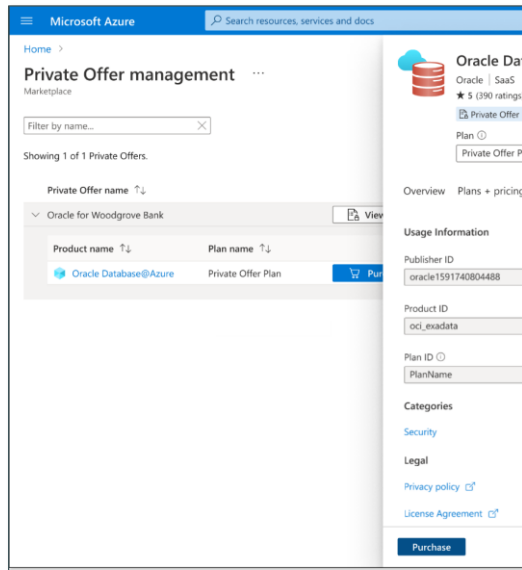 Microsoft Azure
Search resources, services and docs
Home >
Private Offer management ...
Marketplace
Filter by name...
Showing 1 of 1 Private Offers.
Private Offer name ↑↓
Oracle for Woodgrove Bank
View
Product name ↑↓
Plan name ↑↓
Oracle Database@Azure
Private Offer Plan
Pur
Oracle Da
Oracle | SaaS
★ 5 (390 ratings
Private Offer
Plan
Private Offer P
Overview
Plans + pricing
Usage Information
Publisher ID
oracle1591740804488
Product ID
oci_exadata
Plan ID
PlanName
Categories
Security
Legal
Privacy policy
License Agreement
Purchase